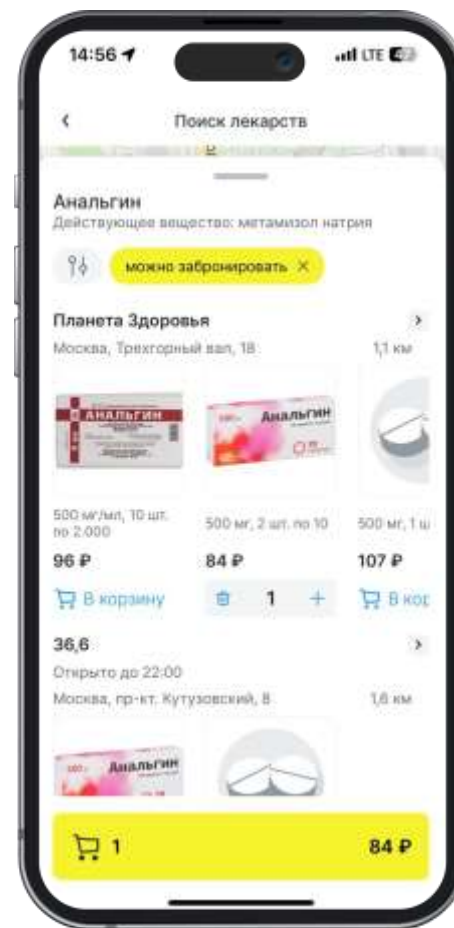 14:56
LTE
Поиск лекарств
Анальгин
Действующее вещество: метамизол натрия
можно забронировать ×
Планета Здоровья
Москва, Трехгорный вал, 18
1,1 км
АНАЛЬГИН
Анальгин
500 мг/мл, 10 шт. по 2.000
500 мг, 2 шт. по 10
500 мг, 1 ш
96 ₽
84 ₽
107 ₽
В корзину
1
+
В кор
36,6
Открыто до 22:00
Москва, пр-кт. Кутузовский, 8
1,6 км
Анальгин
1
84 ₽